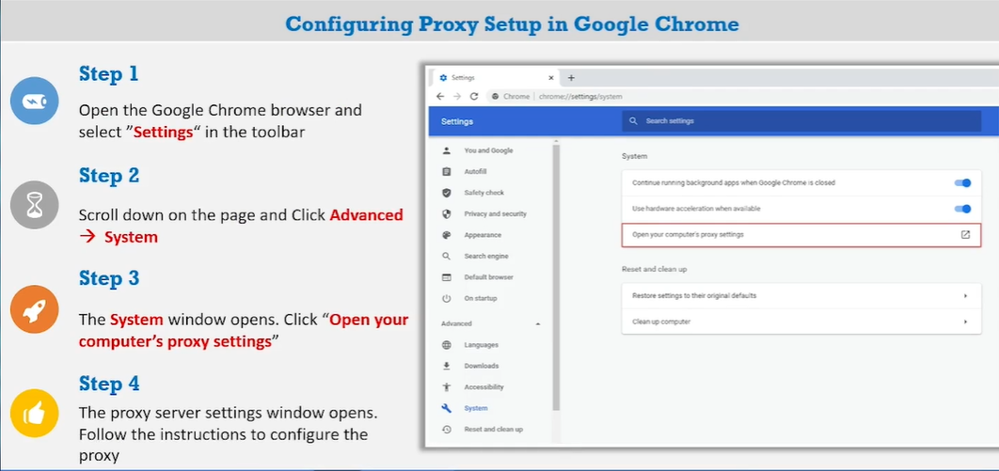 Configuring Proxy Setup in Google Chrome
Step 1
Open the Google Chrome browser and
select ”Settings“ in the toolbar
Step 2
Scroll down on the page and Click Advanced
→ System
Step 3
The System window opens. Click “Open your
computer’s proxy settings”
Step 4
The proxy server settings window opens.
Follow the instructions to configure the
proxy
Settings
Chrome | chrome://settings/system
Settings
Search settings
You and Google
Autofill
Safety check
Privacy and security
Appearance
Search engine
Default browser
On startup
Advanced
Languages
Downloads
Accessibility
System
Reset and clean up
System
Continue running background apps when Google Chrome is closed
Use hardware acceleration when available
Open your computer's proxy settings
Reset and clean up
Restore settings to their original defaults
Clean up computer